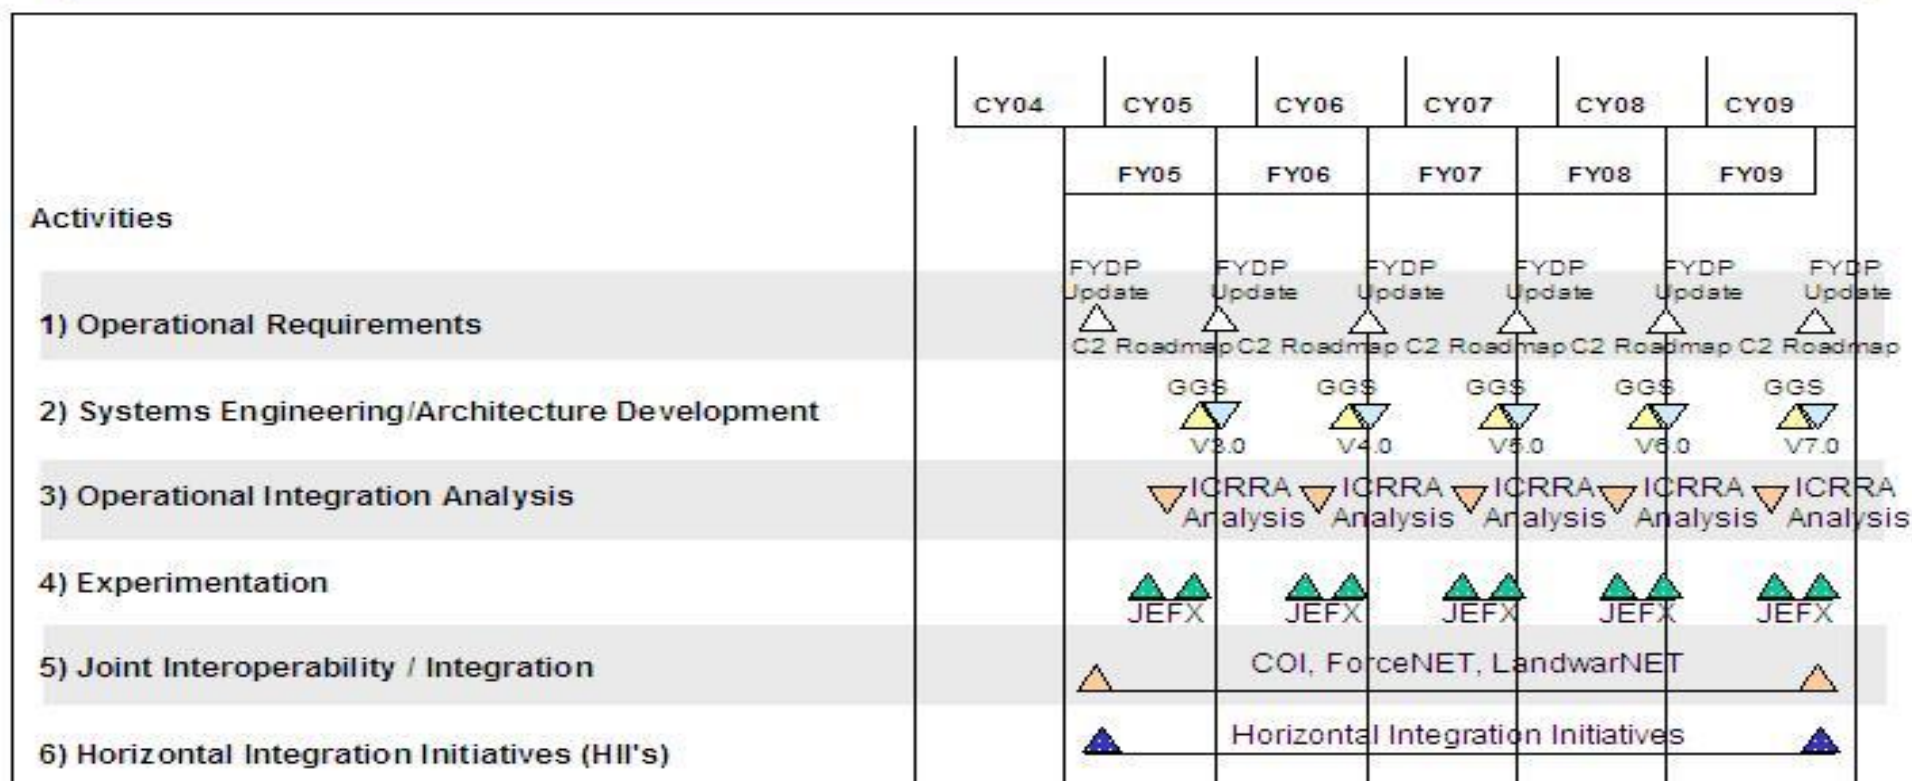 CY04 CY05 CY06 CY07 CY08 CY09
FY05 FY06 FY07 FY08 FY09
Activities
FYDP FYDP FYDP FYDP FYDP FYDP
Update Update Update Update Update Update
1) Operational Requirements
C2 Roadmap C2 Roadmap C2 Roadmap C2 Roadmap C2 Roadmap
GGS GGS GGS GGS GGS
2) Systems Engineering/Architecture Development
V3.0 V4.0 V5.0 V6.0 V7.0
3) Operational Integration Analysis
ICRRA ICRRA ICRRA ICRRA ICRRA
Analysis Analysis Analysis Analysis Analysis
4) Experimentation
JEFX JEFX JEFX JEFX JEFX
5) Joint Interoperability / Integration
COI, ForceNET, LandwarNET
6) Horizontal Integration Initiatives (HII's)
Horizontal Integration Initiatives